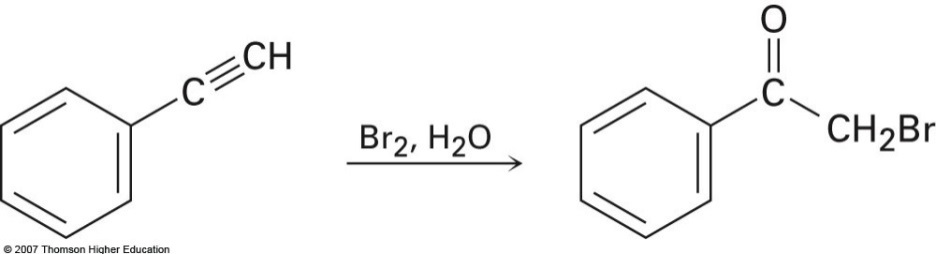 C≡CH
Br₂, H₂O
O
C
CH₂Br
© 2007 Thomson Higher Education